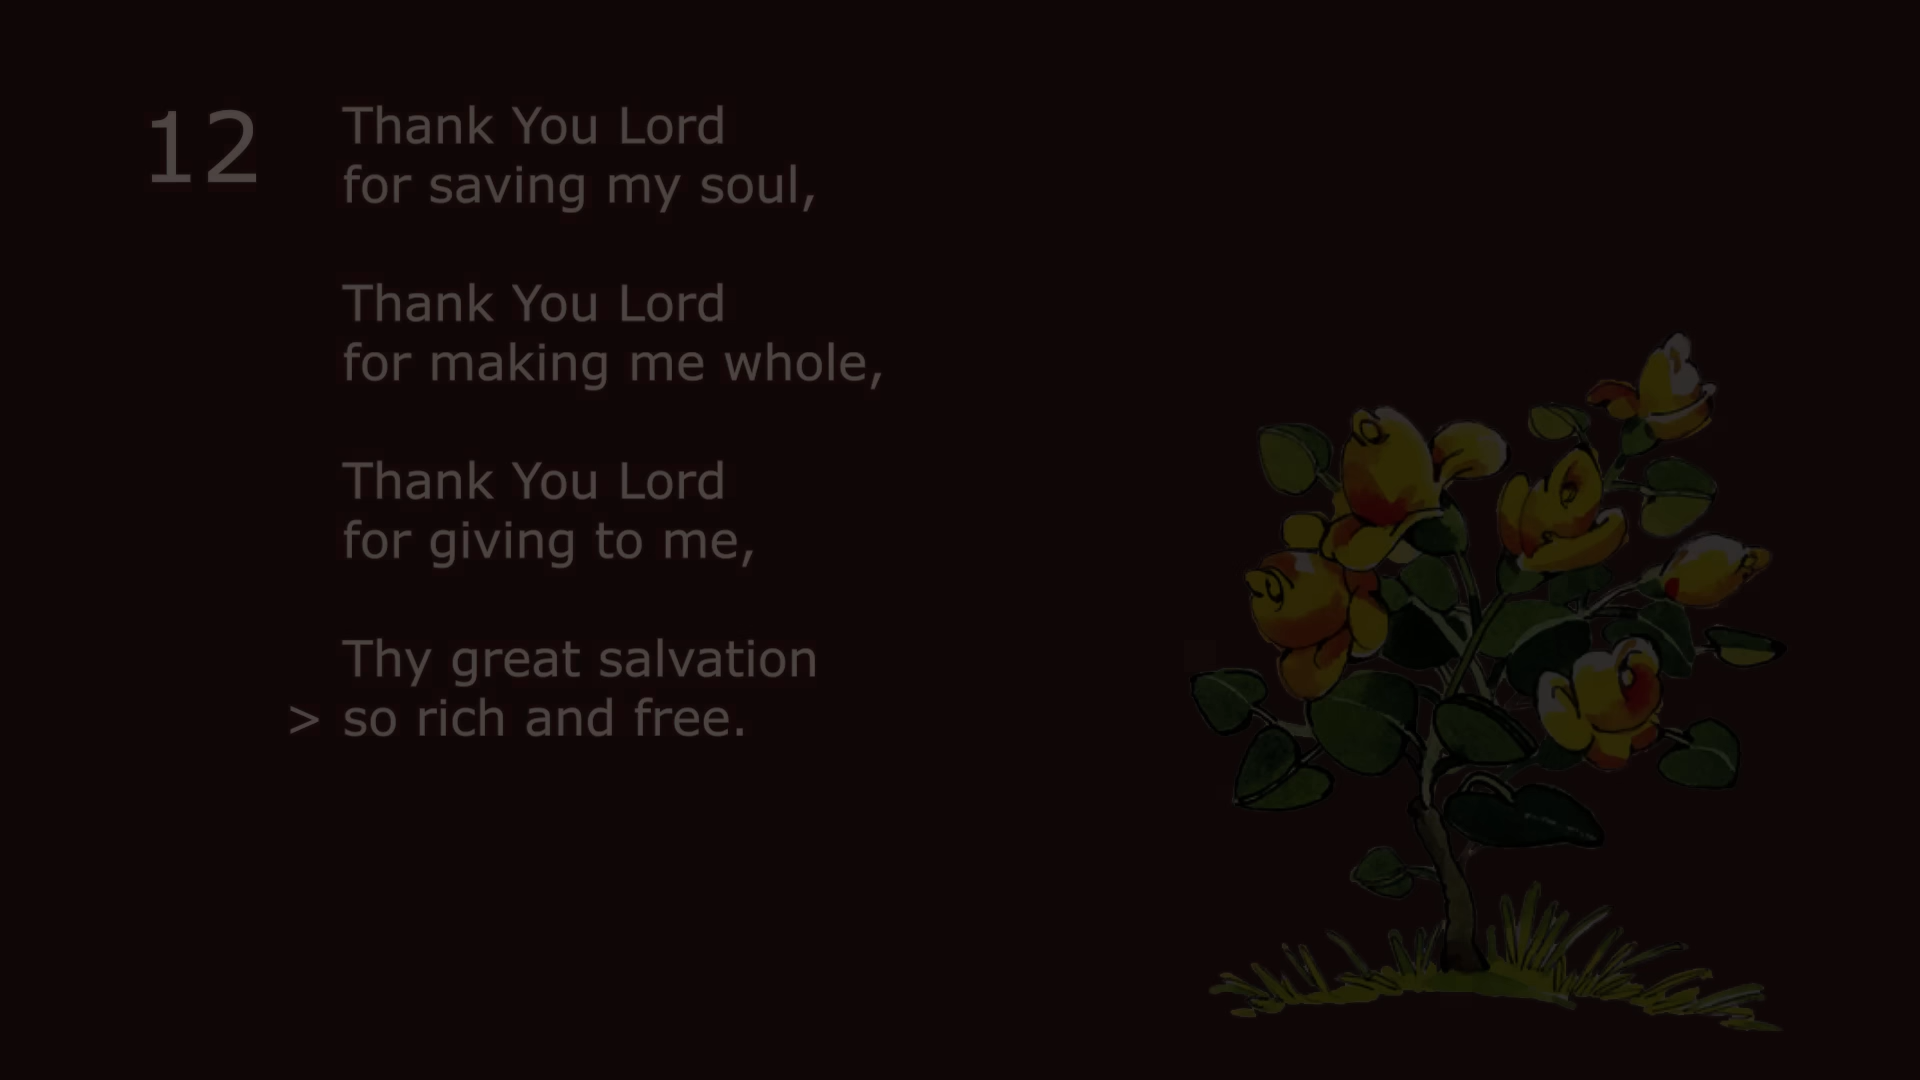 12
Thank You Lord
for saving my soul,
Thank You Lord
for making me whole,
Thank You Lord
for giving to me,
Thy great salvation
> so rich and free.